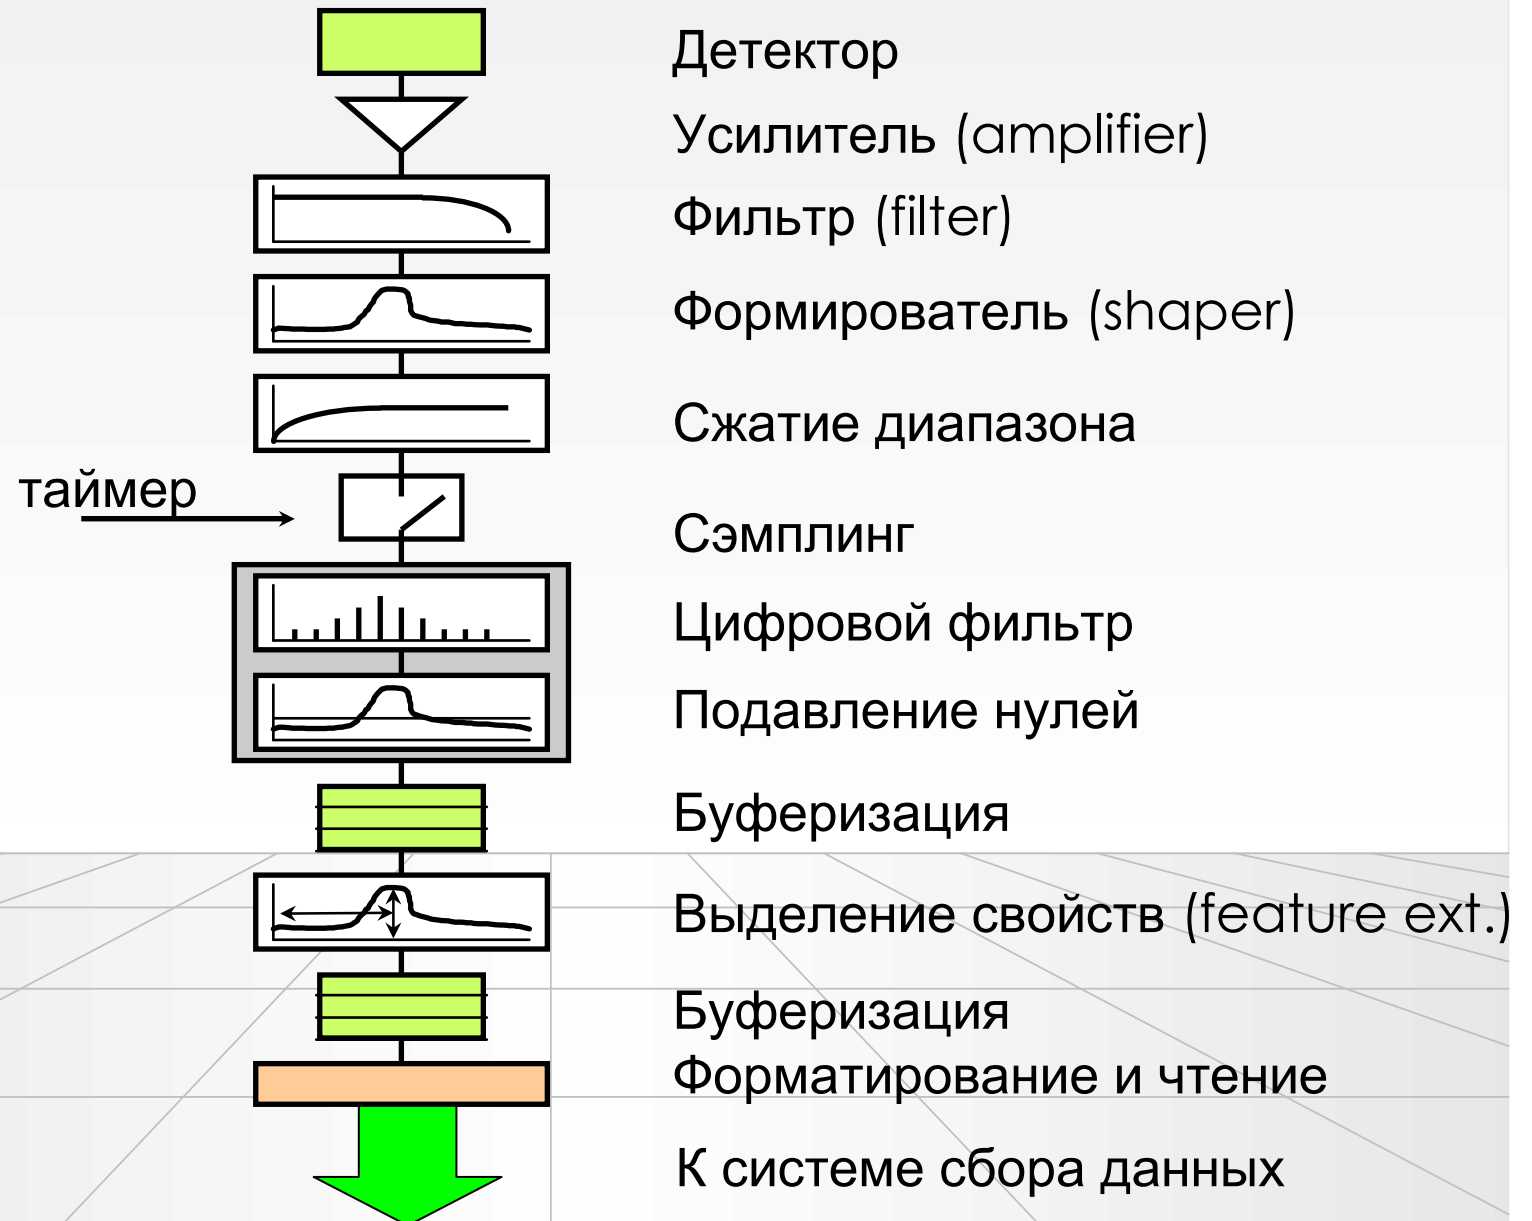 Детектор
Усилитель (amplifier)
Фильтр (filter)
Формирователь (shaper)
Сжатие диапазона
таймер
Сэмплинг
Цифровой фильтр
Подавление нулей
Буферизация
Выделение свойств (feature ext.)
Буферизация
Форматирование и чтение
К системе сбора данных